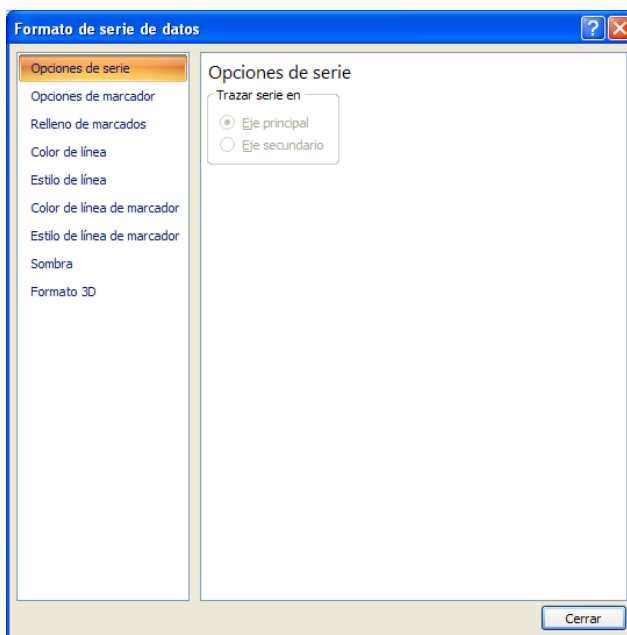 Formato de serie de datos
Opciones de serie
Opciones de marcador
Relleno de marcados
Color de línea
Estilo de línea
Color de línea de marcador
Estilo de línea de marcador
Sombra
Formato 3D
Opciones de serie
Trazar serie en
Eje principal
Eje secundario
Cerrar